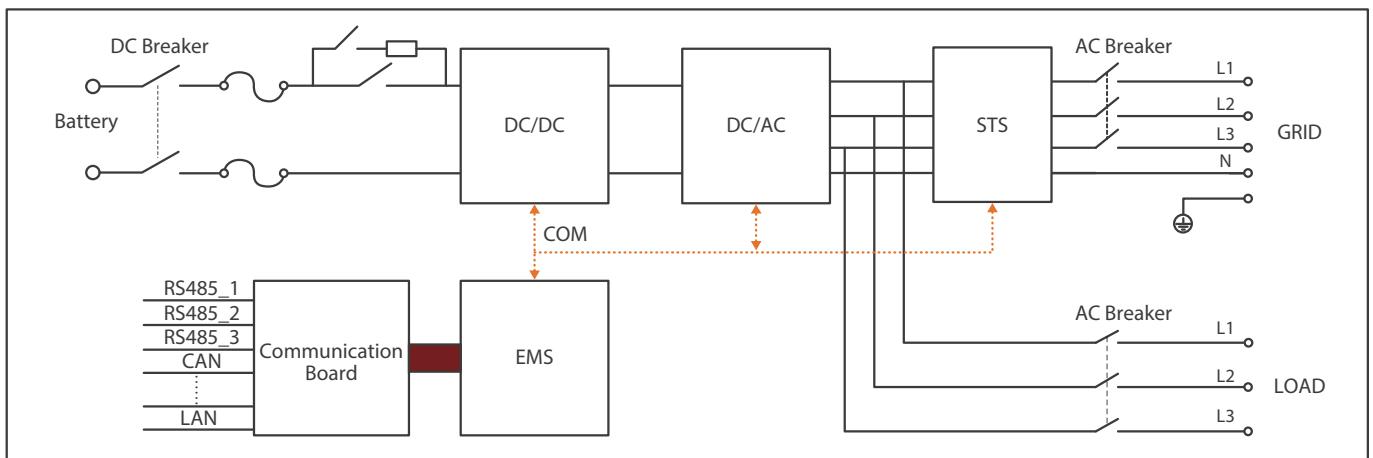 DC Breaker
AC Breaker
L1
L2
L3
N
GRID
Battery
DC/DC
DC/AC
STS
COM
RS485_1
RS485_2
RS485_3
CAN
LAN
Communication
Board
EMS
AC Breaker
L1
L2
L3
LOAD